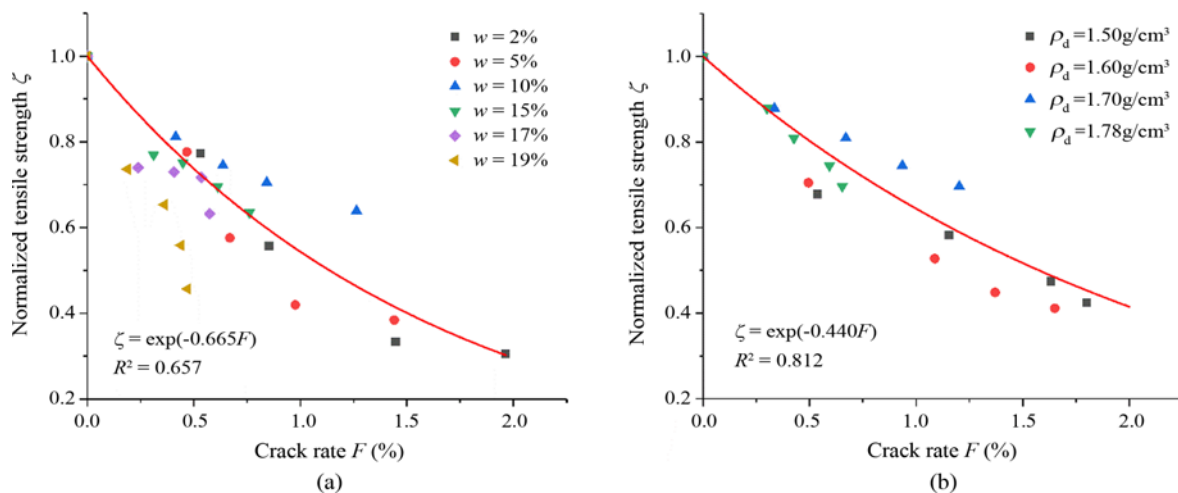 Normalized tensile strength ζ
1.0
0.8
0.6
0.4
0.2
0.0
0.5
1.0
1.5
2.0
Crack rate F (%)
w = 2%
w = 5%
w = 10%
w = 15%
w = 17%
w = 19%
ζ = exp(-0.665F)
R² = 0.657
(a)
Normalized tensile strength ζ
1.0
0.8
0.6
0.4
0.2
0.0
0.5
1.0
1.5
2.0
Crack rate F (%)
ρd =1.50g/cm³
ρd =1.60g/cm³
ρd =1.70g/cm³
ρd =1.78g/cm³
ζ = exp(-0.440F)
R² = 0.812
(b)